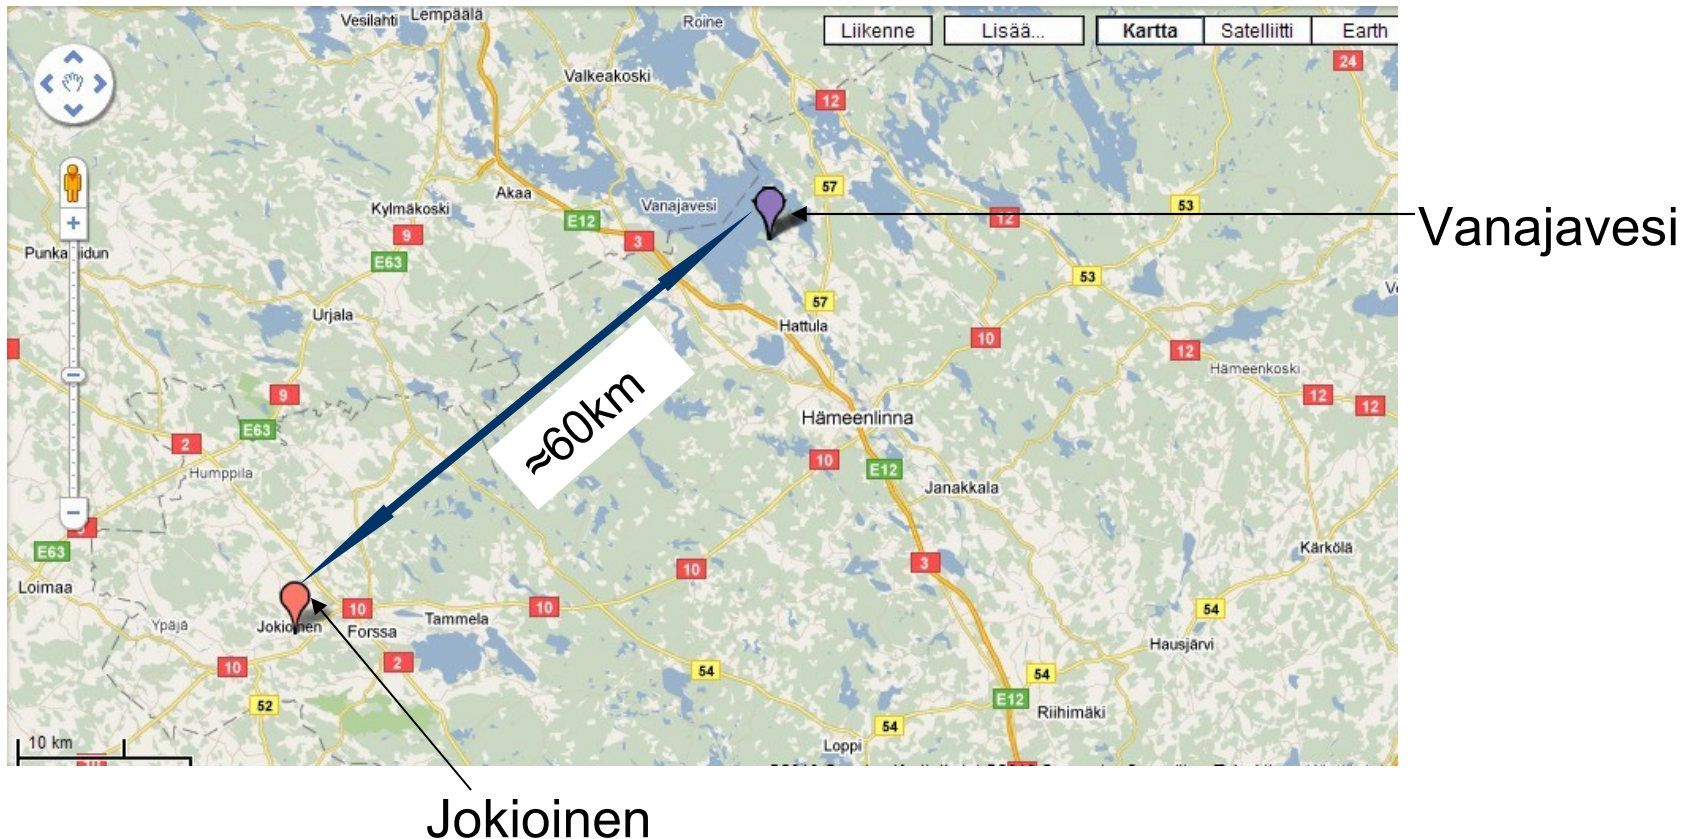 Vesilahti
Lempäälä
Roine
Liikenne
Lisää...
Kartta
Satelliitti
Earth
24
Valkeakoski
12
57
Akaa
Vanajavesi
53
Kylmäkoski
E12
12
9
3
Vanajavesi
E63
53
57
Urjala
Hattula
10
12
Hämeenkoski
9
≈60km
12
12
Hämeenlinna
E63
2
Humppila
10
E12
Janakkala
E63
Kärkölä
3
10
Loimaa
10
10
54
Ypäjä
Jokioinen
Forssa
Tammela
Hausjärvi
10
2
54
54
52
E12
Riihimäki
54
Loppi
10 km
Jokioinen